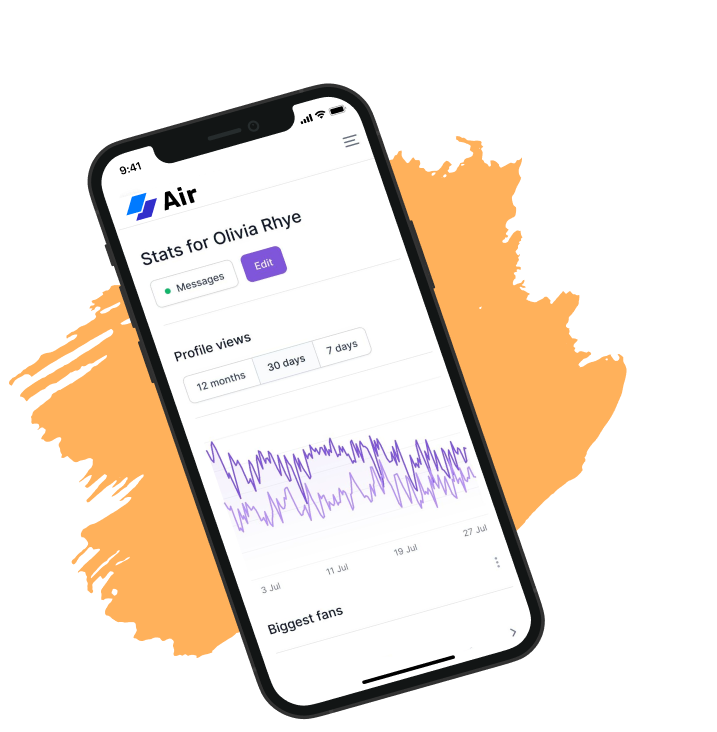 9:41
Air
Stats for Olivia Rhye
Messages
Edit
Profile views
12 months 30 days 7 days
3 Jul 11 Jul 19 Jul 27 Jul
Biggest fans